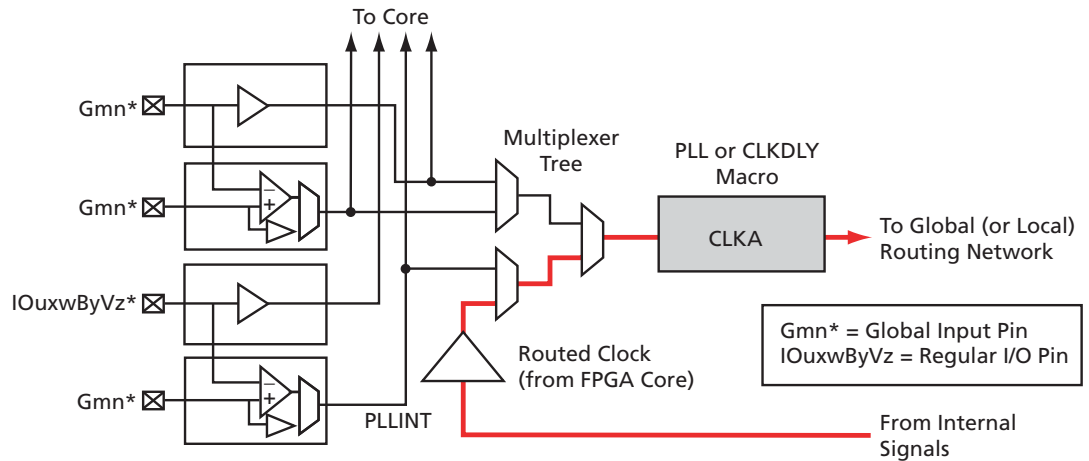 To Core
Gmn*
Gmn*
IOuxwByVz*
Gmn*
Multiplexer
Tree
PLL or CLKDLY
Macro
CLKA
To Global (or Local)
Routing Network
Gmn* = Global Input Pin
IOuxwByVz = Regular I/O Pin
Routed Clock
(from FPGA Core)
PLLINT
From Internal
Signals